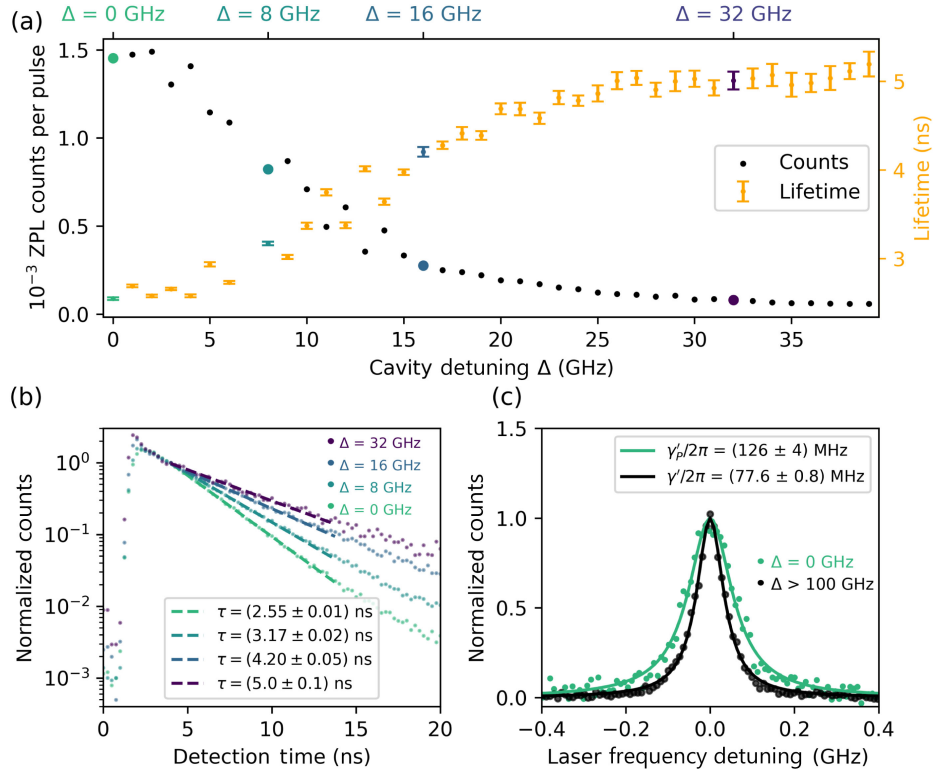 (a)
Δ = 0 GHz Δ = 8 GHz Δ = 16 GHz Δ = 32 GHz
1.5
1.0
0.5
0.0
10⁻³ ZPL counts per pulse
5
4
3
Lifetime (ns)
Counts
Lifetime
0 5 10 15 20 25 30 35
Cavity detuning Δ (GHz)
(b)
10⁰
10⁻¹
10⁻²
10⁻³
Normalized counts
Δ = 32 GHz
Δ = 16 GHz
Δ = 8 GHz
Δ = 0 GHz
τ = (2.55 ± 0.01) ns
τ = (3.17 ± 0.02) ns
τ = (4.20 ± 0.05) ns
τ = (5.0 ± 0.1) ns
0 5 10 15 20
Detection time (ns)
(c)
1.5
1.0
0.5
0.0
Normalized counts
γ′ₚ/2π = (126 ± 4) MHz
γ′/2π = (77.6 ± 0.8) MHz
Δ = 0 GHz
Δ > 100 GHz
−0.4 −0.2 0.0 0.2 0.4
Laser frequency detuning (GHz)